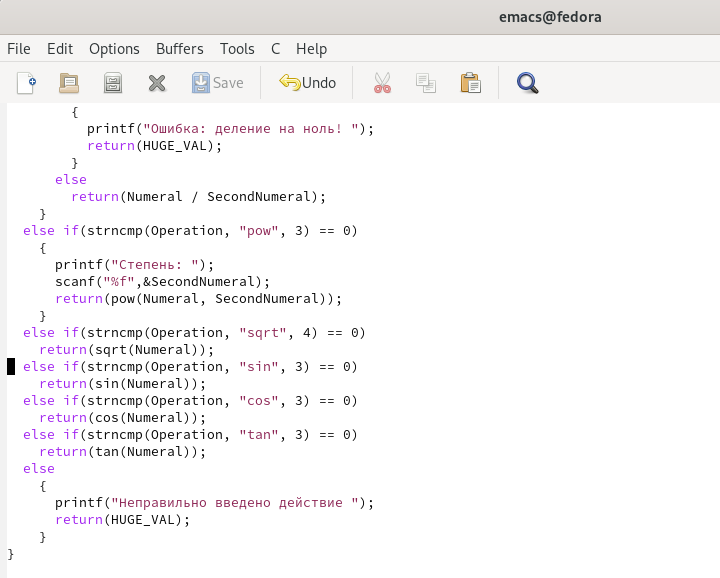 emacs@fedora
File Edit Options Buffers Tools C Help
Save Undo
{
printf("Ошибка: деление на ноль! ");
return(HUGE_VAL);
}
else
return(Numeral / SecondNumeral);
}
else if(strncmp(Operation, "pow", 3) == 0)
{
printf("Степень: ");
scanf("%f",&SecondNumeral);
return(pow(Numeral, SecondNumeral));
}
else if(strncmp(Operation, "sqrt", 4) == 0)
return(sqrt(Numeral));
else if(strncmp(Operation, "sin", 3) == 0)
return(sin(Numeral));
else if(strncmp(Operation, "cos", 3) == 0)
return(cos(Numeral));
else if(strncmp(Operation, "tan", 3) == 0)
return(tan(Numeral));
else
{
printf("Неправильно введено действие ");
return(HUGE_VAL);
}
}